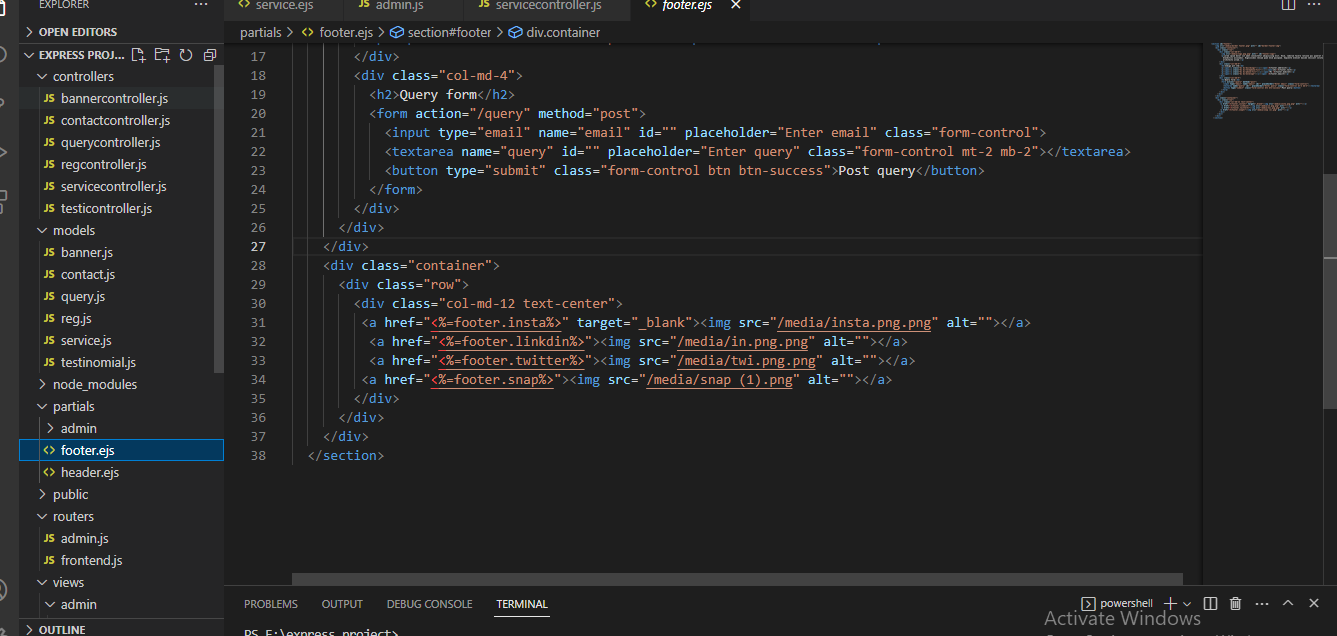 EXPLORER
service.ejs
admin.js
servicecontroller.js
footer.ejs
OPEN EDITORS
partials > footer.ejs > section#footer > div.container
EXPRESS PROJ...
controllers
JS bannercontroller.js
JS contactcontroller.js
JS querycontroller.js
JS regcontroller.js
JS servicecontroller.js
JS testicontroller.js
models
JS banner.js
JS contact.js
JS query.js
JS reg.js
JS service.js
JS testinomial.js
node_modules
partials
admin
footer.ejs
header.ejs
public
routers
JS admin.js
JS frontend.js
views
admin
OUTLINE
17 </div>
18 <div class="col-md-4">
19 <h2>Query form</h2>
20 <form action="/query" method="post">
21 <input type="email" name="email" id="" placeholder="Enter email" class="form-control">
22 <textarea name="query" id="" placeholder="Enter query" class="form-control mt-2 mb-2"></textarea>
23 <button type="submit" class="form-control btn btn-success">Post query</button>
24 </form>
25 </div>
26 </div>
27 </div>
28 <div class="container">
29 <div class="row">
30 <div class="col-md-12 text-center">
31 <a href="<%=footer.insta%>" target="_blank"><img src="/media/insta.png.png" alt=""></a>
32 <a href="<%=footer.linkdin%>"><img src="/media/in.png.png" alt=""></a>
33 <a href="<%=footer.twitter%>"><img src="/media/twi.png.png" alt=""></a>
34 <a href="<%=footer.snap%>"><img src="/media/snap (1).png" alt=""></a>
35 </div>
36 </div>
37 </div>
38 </section>
PROBLEMS OUTPUT DEBUG CONSOLE TERMINAL
powershell
Activate Windows
PS E:\express project>